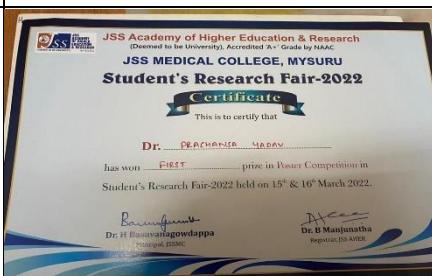 JSS Academy of Higher Education & Research
(Deemed to be University), Accredited 'A+' Grade by NAAC
JSS MEDICAL COLLEGE, MYSURU
Student's Research Fair-2022
Certificate
This is to certify that
Dr. PRACHANSA YADAV
has won FIRST prize in Poster Competition in
Student's Research Fair-2022 held on 15th & 16th March 2022.
Dr. H Basavanagowdappa
Principal, JSSMC
Dr. B Manjunatha
Registrar, JSS AHER